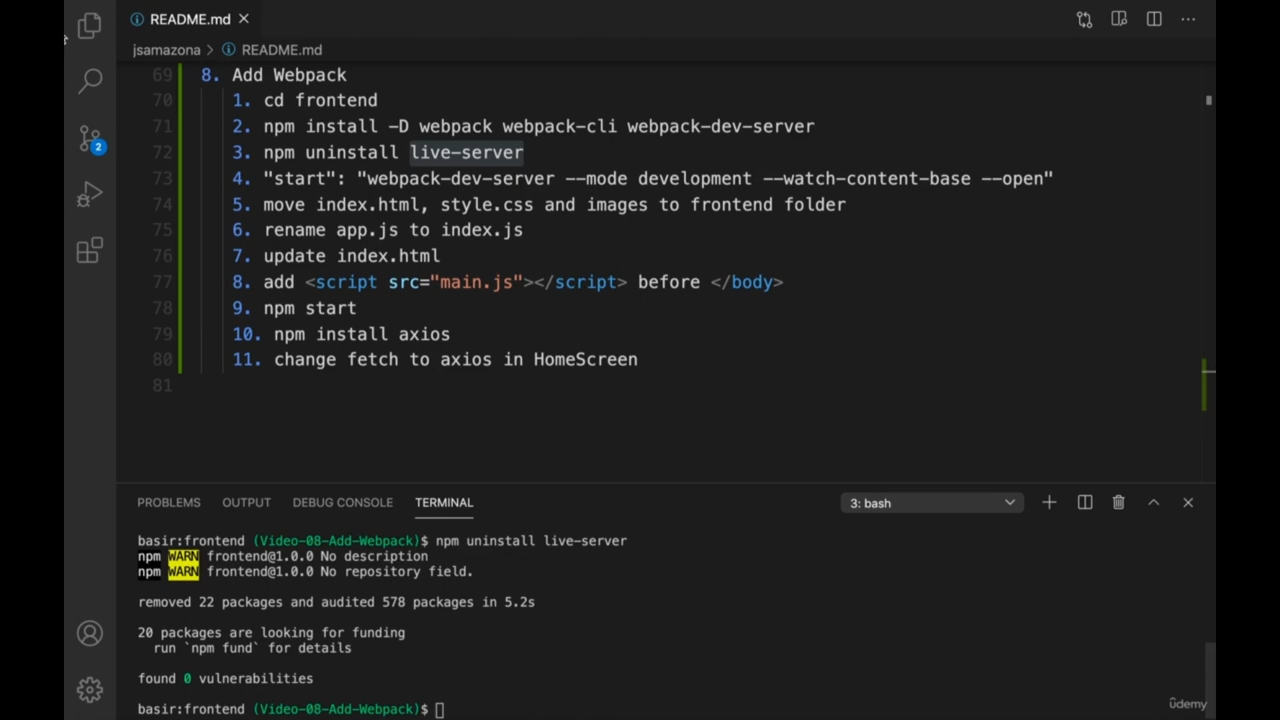 README.md
jsamazona > README.md
69 8. Add Webpack
70 1. cd frontend
71 2. npm install -D webpack webpack-cli webpack-dev-server
72 3. npm uninstall live-server
73 4. "start": "webpack-dev-server --mode development --watch-content-base --open"
74 5. move index.html, style.css and images to frontend folder
75 6. rename app.js to index.js
76 7. update index.html
77 8. add <script src="main.js"></script> before </body>
78 9. npm start
79 10. npm install axios
80 11. change fetch to axios in HomeScreen
81
2
PROBLEMS OUTPUT DEBUG CONSOLE TERMINAL 3: bash
basir:frontend (Video-08-Add-Webpack)$ npm uninstall live-server
npm WARN frontend@1.0.0 No description
npm WARN frontend@1.0.0 No repository field.
removed 22 packages and audited 578 packages in 5.2s
20 packages are looking for funding
run `npm fund` for details
found 0 vulnerabilities
basir:frontend (Video-08-Add-Webpack)$
ûdemy